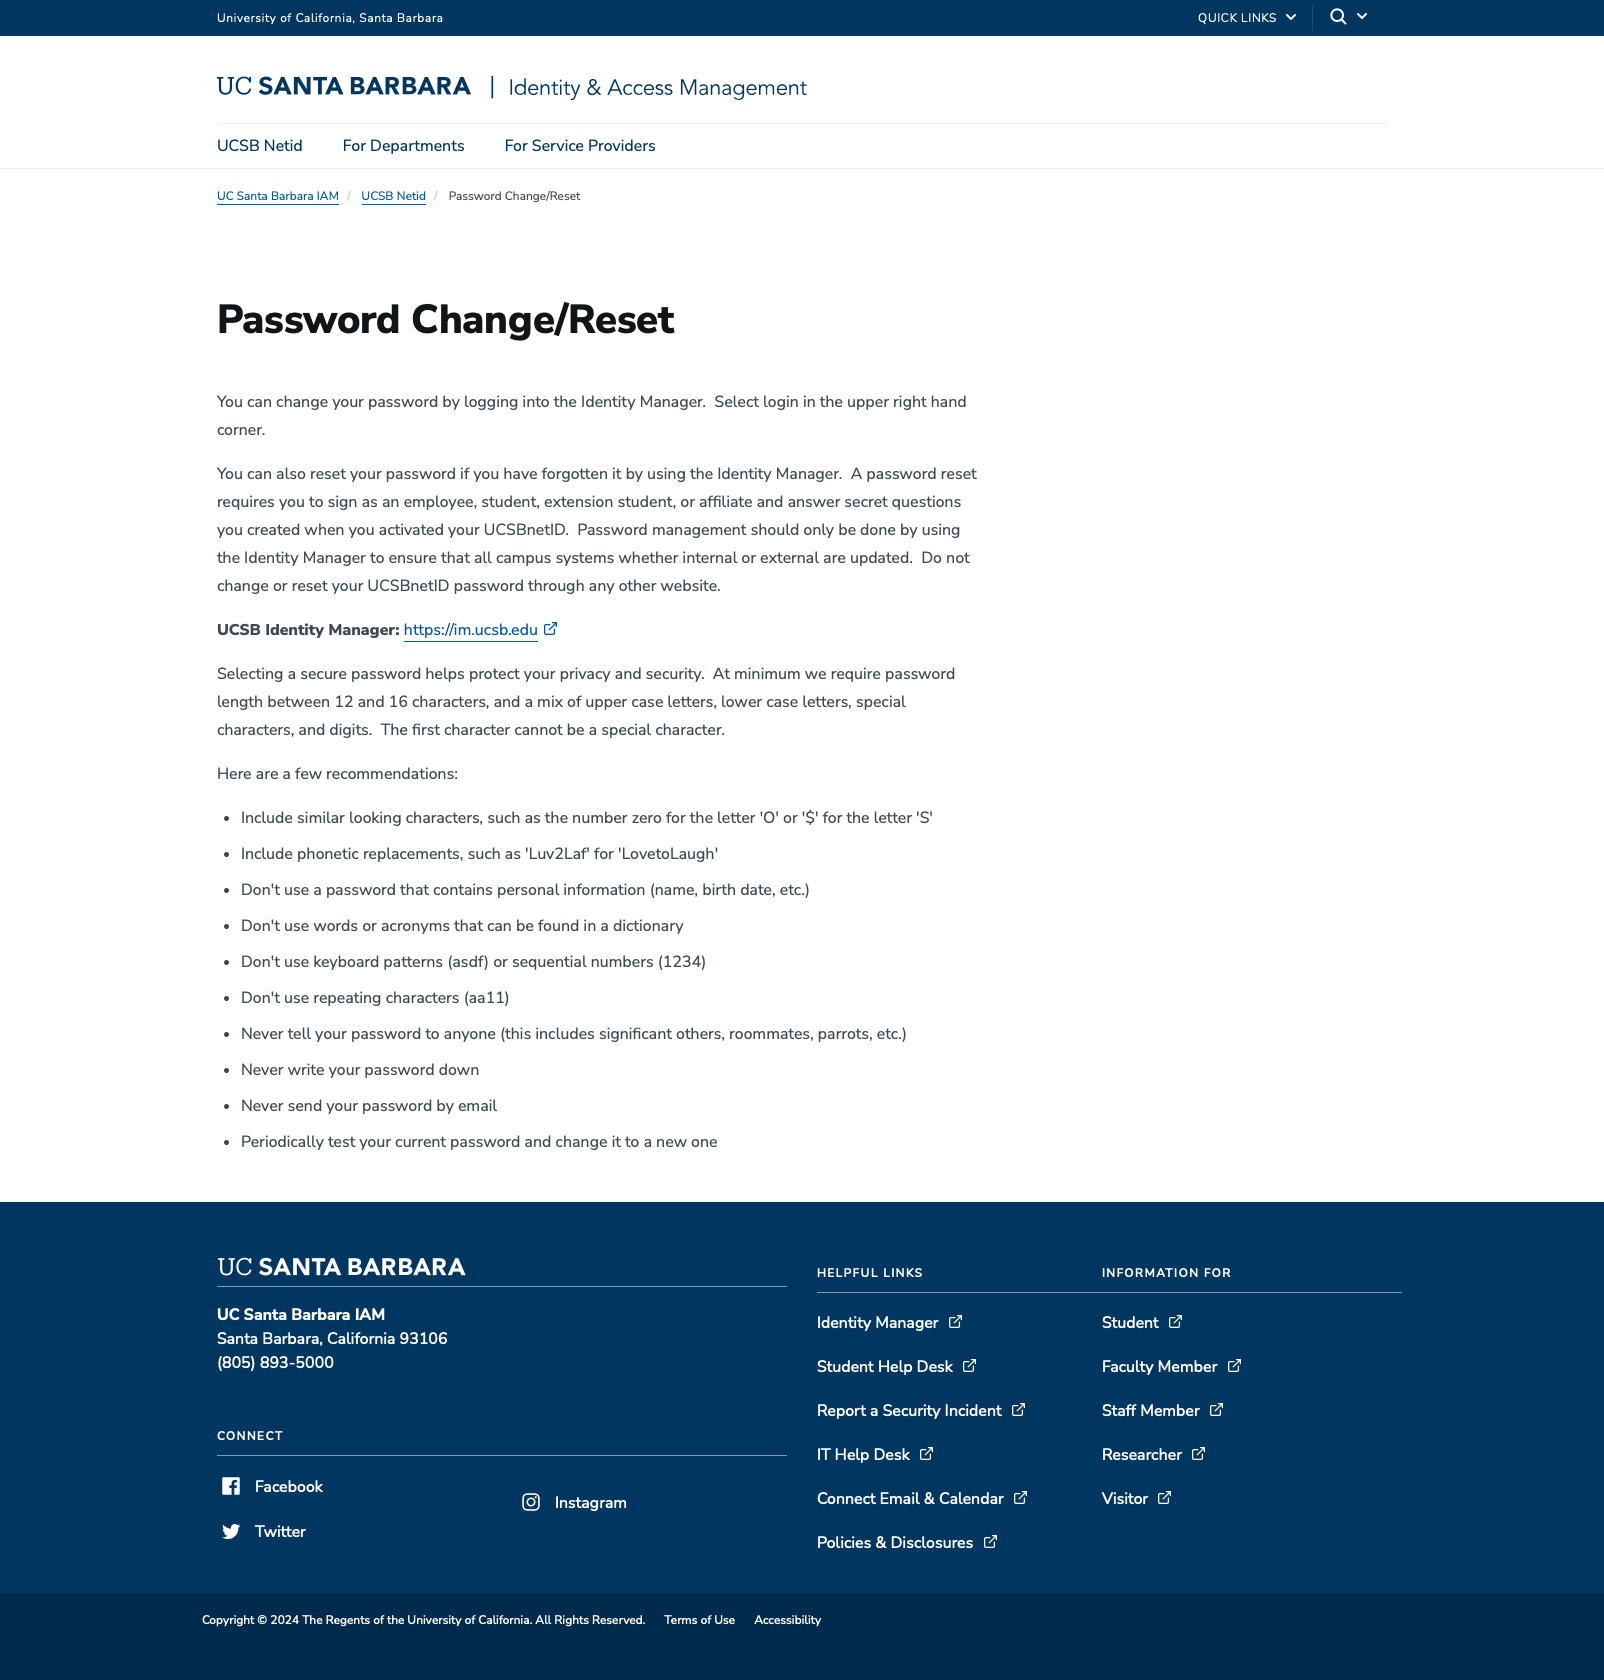 University of California, Santa Barbara
QUICK LINKS
UC SANTA BARBARA | Identity & Access Management
UCSB Netid For Departments For Service Providers
UC Santa Barbara IAM / UCSB Netid / Password Change/Reset
Password Change/Reset
You can change your password by logging into the Identity Manager.  Select login in the upper right hand
corner.
You can also reset your password if you have forgotten it by using the Identity Manager.  A password reset
requires you to sign as an employee, student, extension student, or affiliate and answer secret questions
you created when you activated your UCSBnetID.  Password management should only be done by using
the Identity Manager to ensure that all campus systems whether internal or external are updated.  Do not
change or reset your UCSBnetID password through any other website.
UCSB Identity Manager: https://im.ucsb.edu
Selecting a secure password helps protect your privacy and security.  At minimum we require password
length between 12 and 16 characters, and a mix of upper case letters, lower case letters, special
characters, and digits.  The first character cannot be a special character.
Here are a few recommendations:
• Include similar looking characters, such as the number zero for the letter 'O' or '$' for the letter 'S'
• Include phonetic replacements, such as 'Luv2Laf' for 'LovetoLaugh'
• Don't use a password that contains personal information (name, birth date, etc.)
• Don't use words or acronyms that can be found in a dictionary
• Don't use keyboard patterns (asdf) or sequential numbers (1234)
• Don't use repeating characters (aa11)
• Never tell your password to anyone (this includes significant others, roommates, parrots, etc.)
• Never write your password down
• Never send your password by email
• Periodically test your current password and change it to a new one
UC SANTA BARBARA
UC Santa Barbara IAM
Santa Barbara, California 93106
(805) 893-5000
CONNECT
Facebook
Twitter
Instagram
HELPFUL LINKS
Identity Manager
Student Help Desk
Report a Security Incident
IT Help Desk
Connect Email & Calendar
Policies & Disclosures
INFORMATION FOR
Student
Faculty Member
Staff Member
Researcher
Visitor
Copyright © 2024 The Regents of the University of California. All Rights Reserved. Terms of Use Accessibility